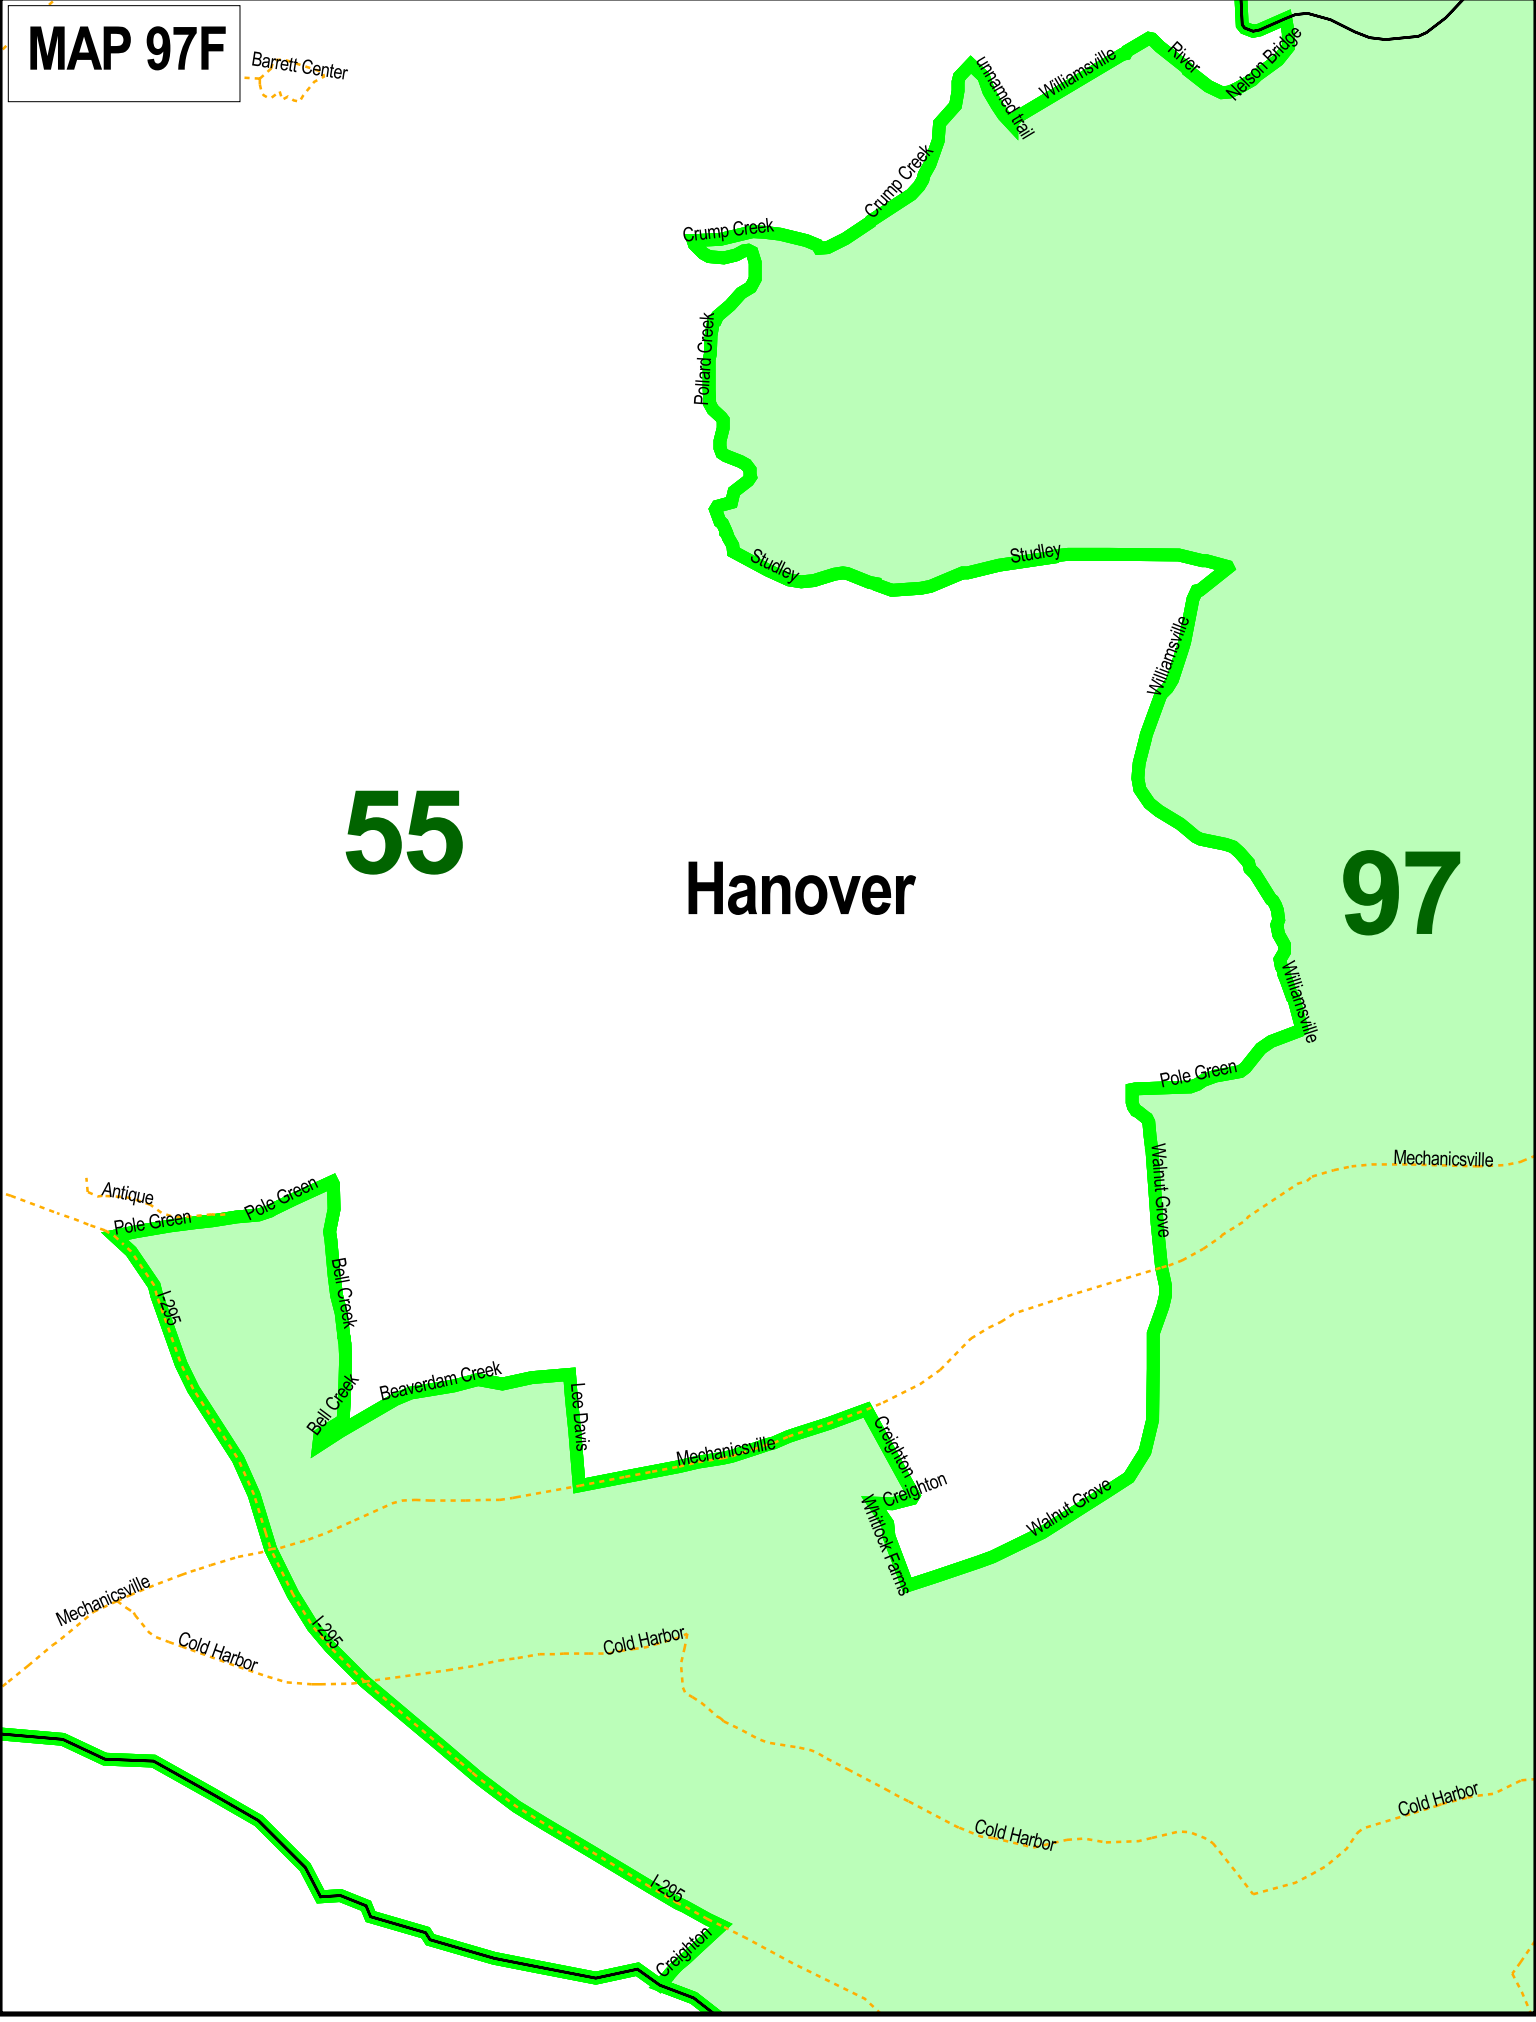 MAP 97F
Barrett Center
Nelson Bridge
River
Williamsville
unnamed trail
Crump Creek
Crump Creek
Pollard Creek
Studley
Studley
Williamsville
55
Hanover
97
Williamsville
Pole Green
Walnut Grove
Mechanicsville
Antique
Pole Green
Pole Green
Bell Creek
I-295
Bell Creek
Beaverdam Creek
Lee Davis
Mechanicsville
Creighton
Creighton
Whitlock Farms
Walnut Grove
Mechanicsville
Cold Harbor
I-295
Cold Harbor
Cold Harbor
Cold Harbor
I-295
Creighton